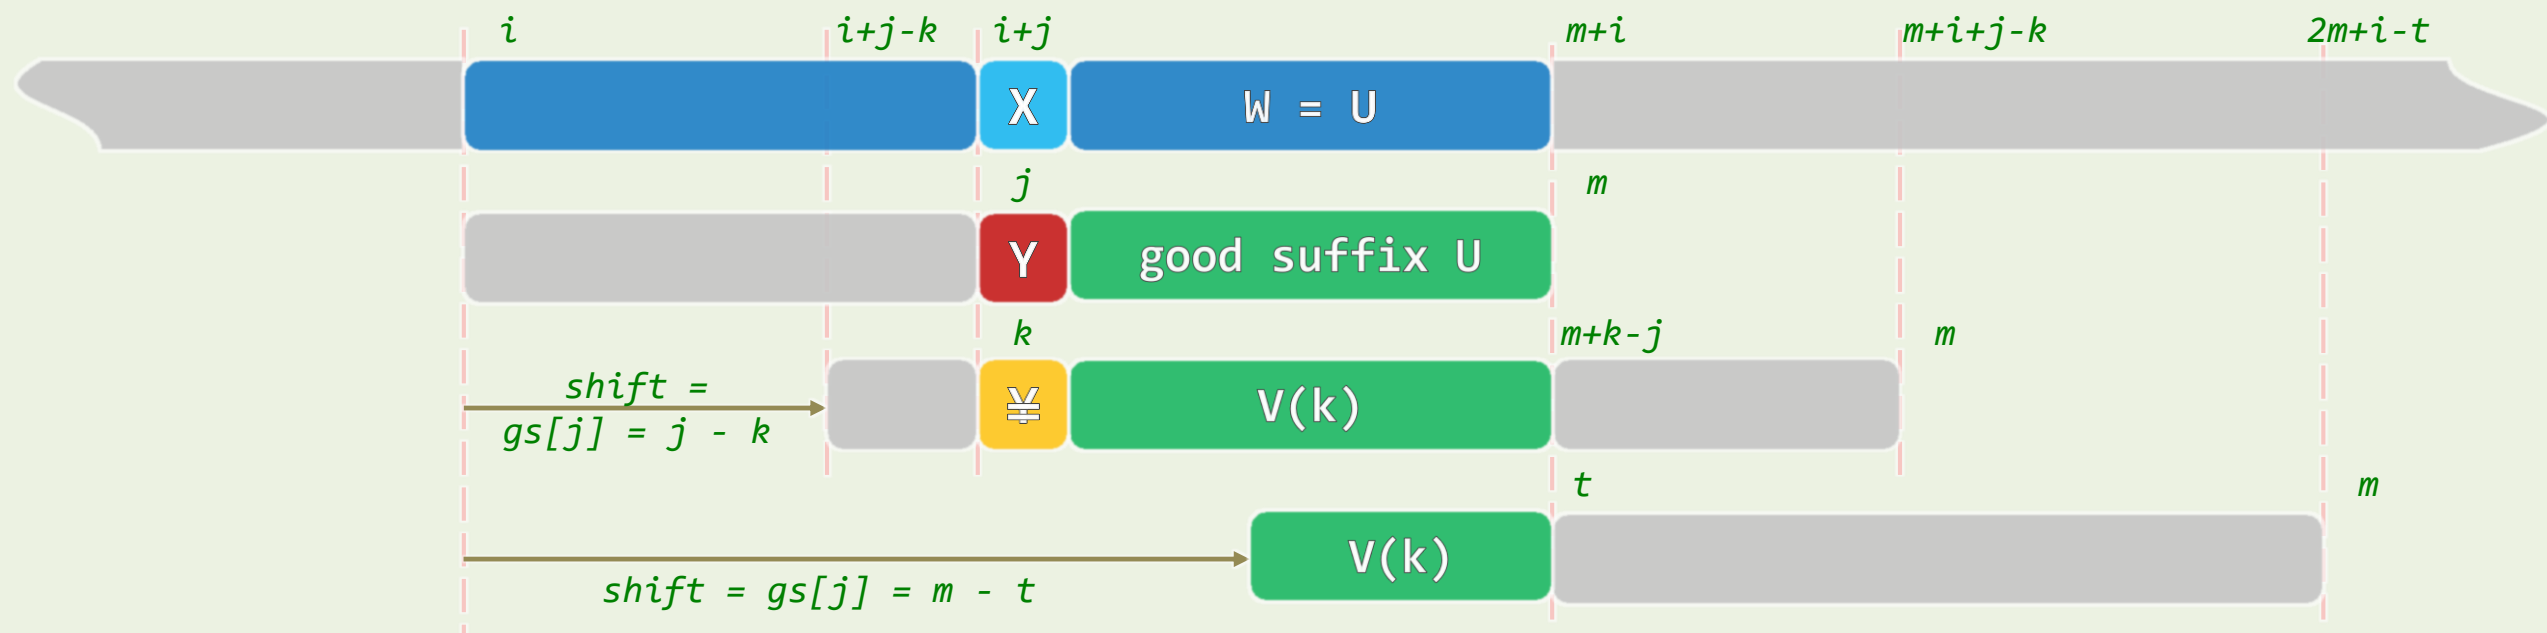 i i+j-k i+j m+i m+i+j-k 2m+i-t
X W = U
j m
Y good suffix U
k m+k-j m
shift =
gs[j] = j - k
¥ V(k)
t m
V(k)
shift = gs[j] = m - t